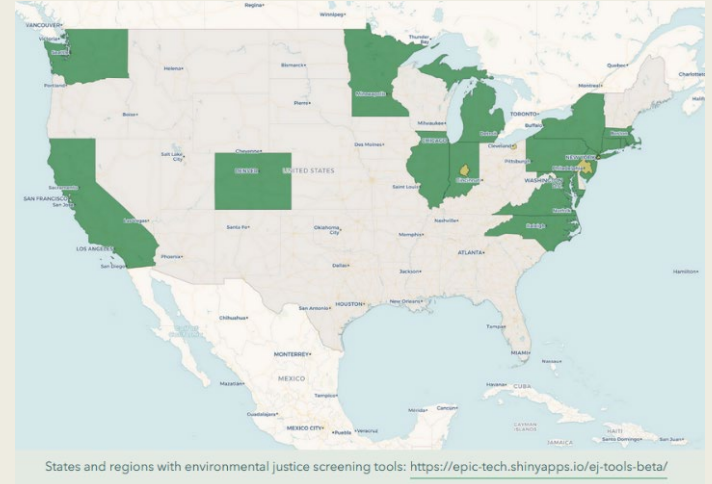 Regina•
Winnipeg•
VANCOUVER•
Victoria
Seattle
Thunder Bay
Quebec•
Charlottetown
Helena•
Bismarck•
Montreal•
Portland
Minneapolis
Pierre•
TORONTO•
Boise•
Milwaukee•
Buffalo
Boston
Detroit
CHICAGO
Salt Lake City
Cheyenne•
Des Moines•
Cleveland
NEW YORK
Pittsburgh
Philadelphia
DENVER
UNITED STATES
Sacramento
Cincinnati
WASHINGTON
SAN FRANCISCO
San Jose
Saint Louis
Norfolk
Las Vegas
Nashville•
Raleigh
Santa Fe•
Oklahoma City
Memphis•
LOS ANGELES
ATLANTA•
San Diego
Phoenix•
Dallas•
Jackson•
Hamilton•
San Antonio
HOUSTON•
New Orleans
Chihuahua•
Tampa
MIAMI
Nassau•
MONTERREY•
MEXICO
Mazatlan•
Havana•
CUBA
Tampico
Guadalajara•
Mérida•
Cancún•
CAYMAN ISLANDS
HAITI
MEXICO CITY•
•Puebla
•Veracruz
JAMAICA
Santo Domingo•
San Juan•
States and regions with environmental justice screening tools: https://epic-tech.shinyapps.io/ej-tools-beta/